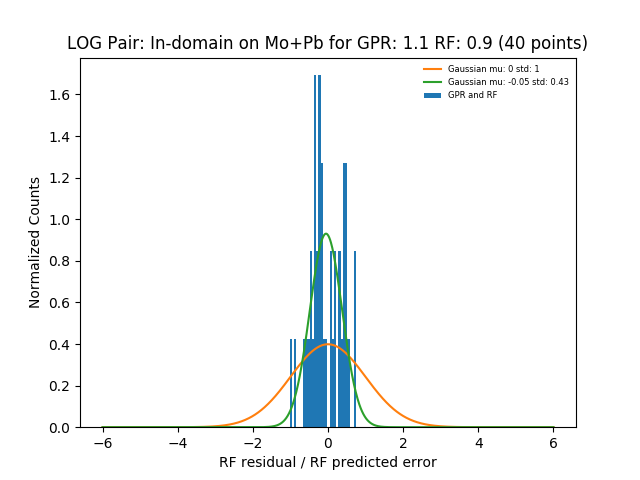 LOG Pair: In-domain on Mo+Pb for GPR: 1.1 RF: 0.9 (40 points)
Gaussian mu: 0 std: 1
Gaussian mu: -0.05 std: 0.43
GPR and RF
Normalized Counts
1.6
1.4
1.2
1.0
0.8
0.6
0.4
0.2
0.0
−6
−4
−2
0
2
4
6
RF residual / RF predicted error